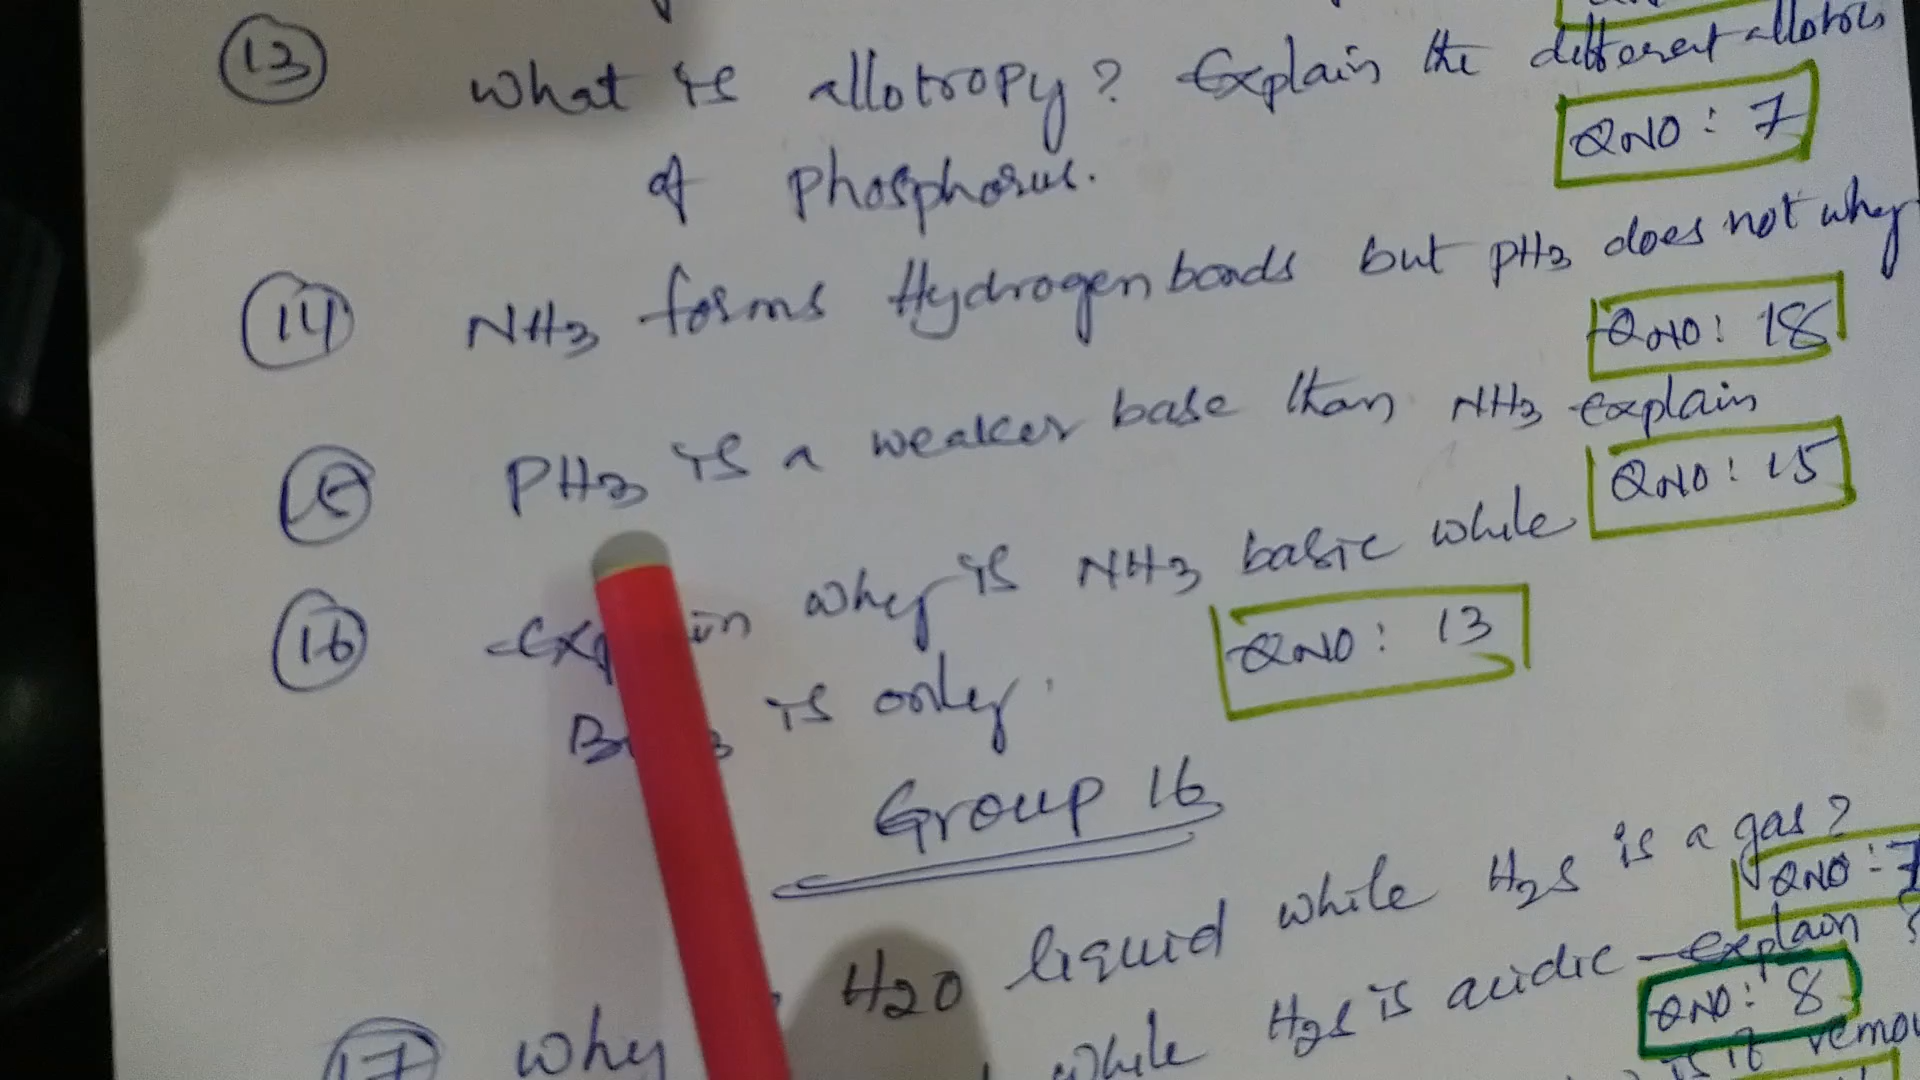 13 What is allotropy? Explain the different allotrops
QNO: 7
of phosphorus.
14 NH3 forms Hydrogen bonds but PH3 does not why
QNO: 18
15 PH3 is a weaker base than NH3 explain
QNO: 15
16 why is NH3 basic while
is only.
QNO: 13
Group 16
17 Why H2O liquid while H2S is a gas?
QNO: 7
while H2S is acidic explain
QNO: 8
is it